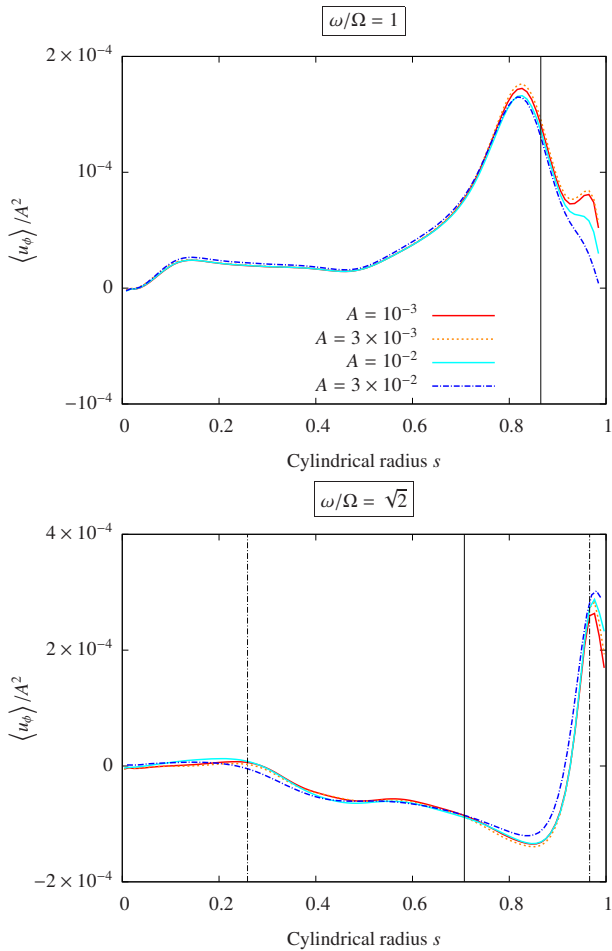 ω/Ω = 1
2 × 10⁻⁴
10⁻⁴
0
−10⁻⁴
⟨u_ϕ⟩ /A²
A = 10⁻³
A = 3 × 10⁻³
A = 10⁻²
A = 3 × 10⁻²
0 0.2 0.4 0.6 0.8 1
Cylindrical radius s
ω/Ω = √2
4 × 10⁻⁴
2 × 10⁻⁴
0
−2 × 10⁻⁴
⟨u_ϕ⟩ /A²
0 0.2 0.4 0.6 0.8 1
Cylindrical radius s